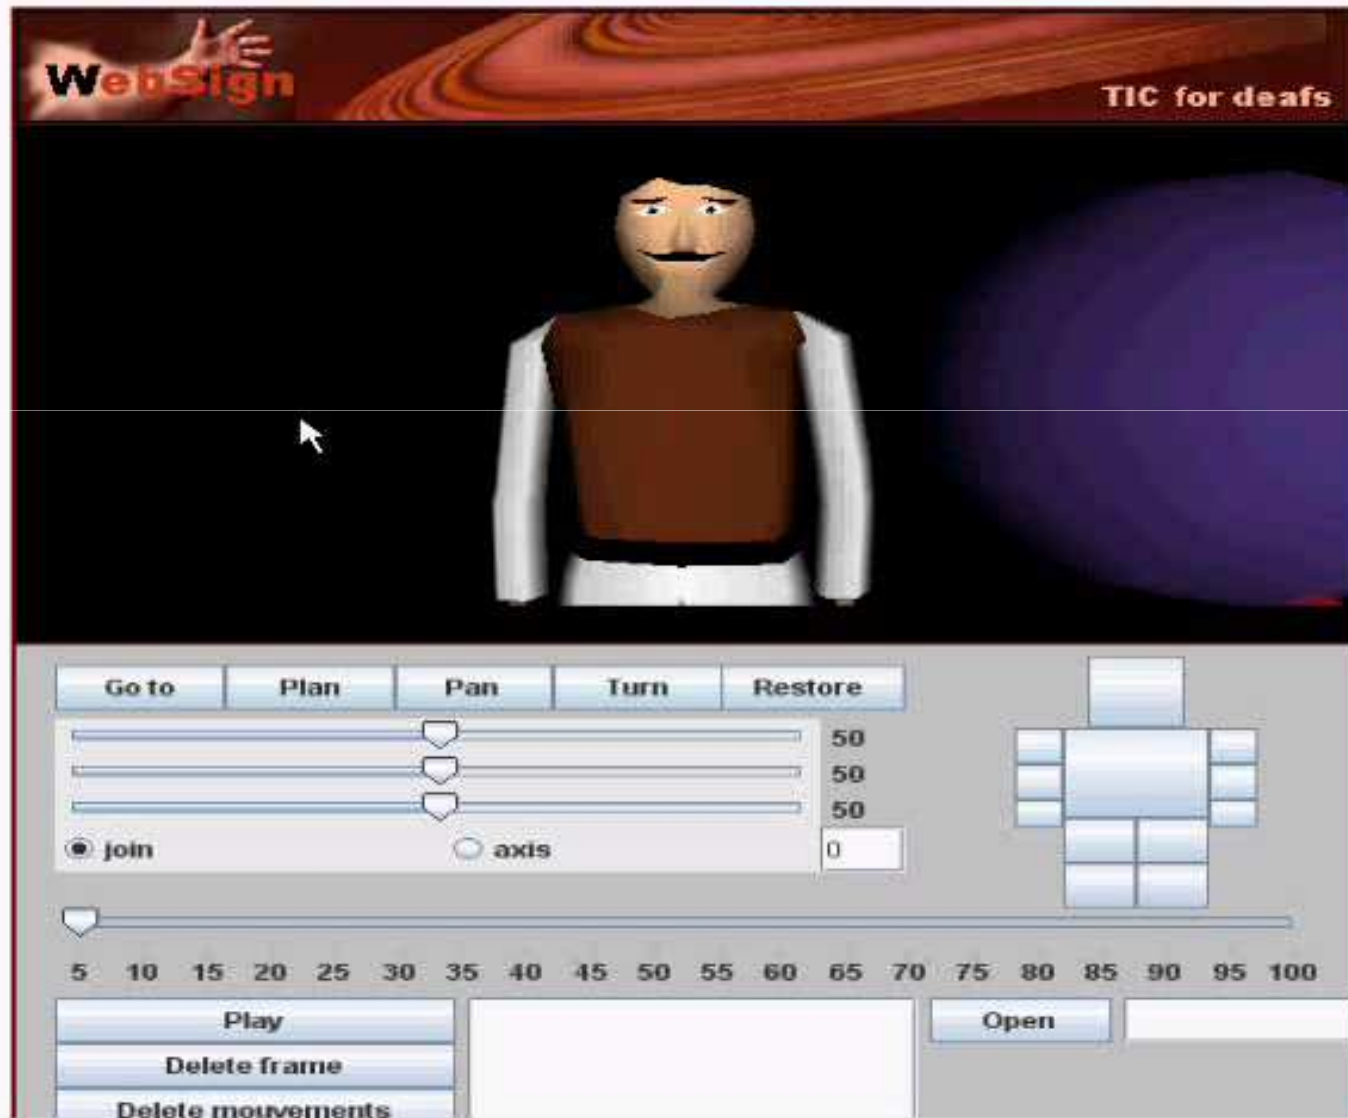 WebSign
TIC for deafs
Go to Plan Pan Turn Restore
50
50
50
join axis 0
5 10 15 20 25 30 35 40 45 50 55 60 65 70 75 80 85 90 95 100
Play Open
Delete frame
Delete mouvements